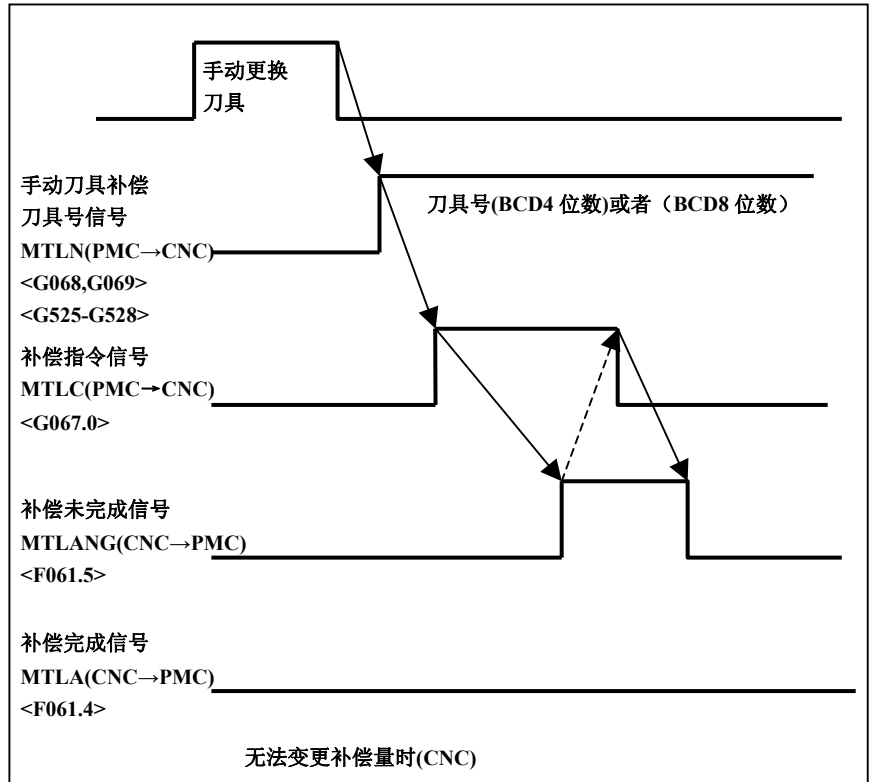 手动更换
刀具
手动刀具补偿
刀具号信号
MTLN(PMC→CNC)
<G068,G069>
<G525-G528>
刀具号(BCD4 位数)或者（BCD8 位数）
补偿指令信号
MTLC(PMC→CNC)
<G067.0>
补偿未完成信号
MTLANG(CNC→PMC)
<F061.5>
补偿完成信号
MTLA(CNC→PMC)
<F061.4>
无法变更补偿量时(CNC)